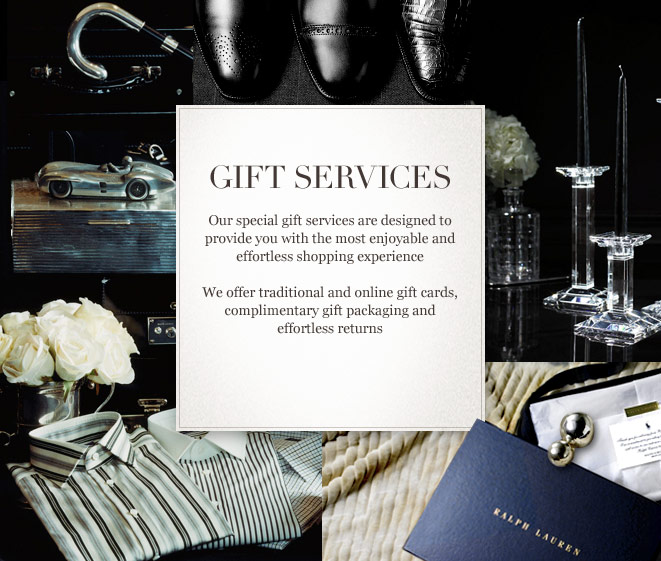 GIFT SERVICES
Our special gift services are designed to
provide you with the most enjoyable and
effortless shopping experience
We offer traditional and online gift cards,
complimentary gift packaging and
effortless returns
RALPH LAUREN